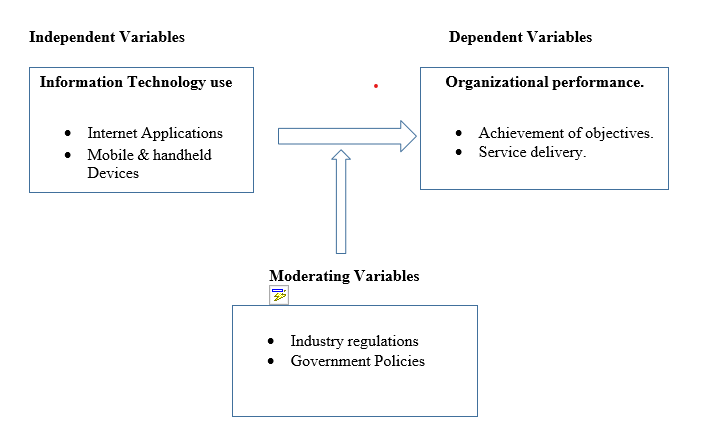 Independent Variables
Dependent Variables
Information Technology use
• Internet Applications
• Mobile & handheld
Devices
Organizational performance.
• Achievement of objectives.
• Service delivery.
Moderating Variables
• Industry regulations
• Government Policies